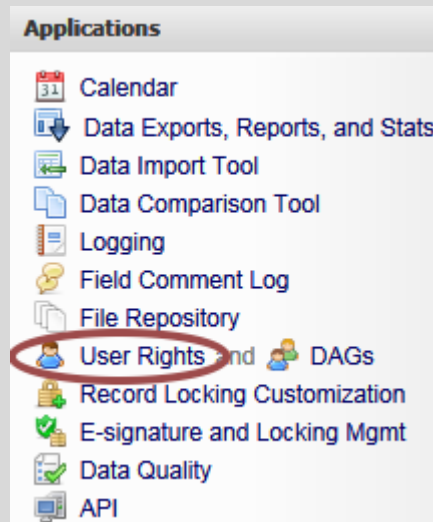 Applications
31 Calendar
Data Exports, Reports, and Stats
Data Import Tool
Data Comparison Tool
Logging
Field Comment Log
File Repository
User Rights and DAGs
Record Locking Customization
E-signature and Locking Mgmt
Data Quality
API